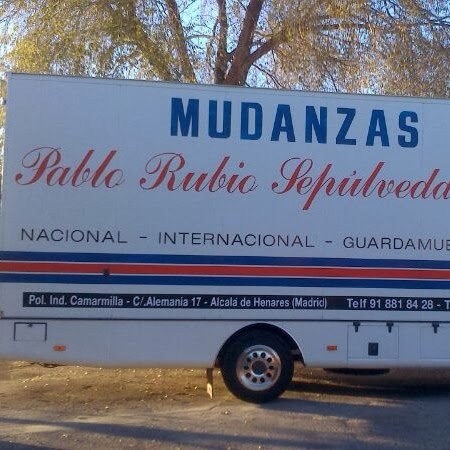 MUDANZAS
Pablo Rubio Sepúlveda
NACIONAL - INTERNACIONAL - GUARDAMUE
Pol. Ind. Camarmilla - C/.Alemania 17 - Alcalá de Henares (Madrid) Telf 91 881 84 28 - T